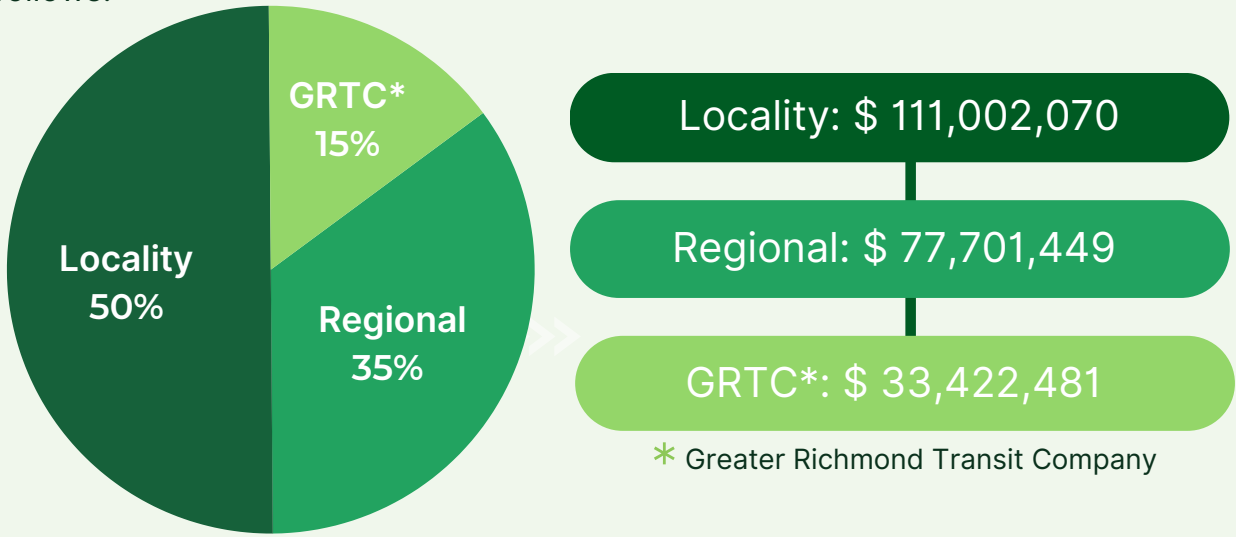 GRTC*
15%
Locality
50%
Regional
35%
Locality: $ 111,002,070
Regional: $ 77,701,449
GRTC*: $ 33,422,481
* Greater Richmond Transit Company